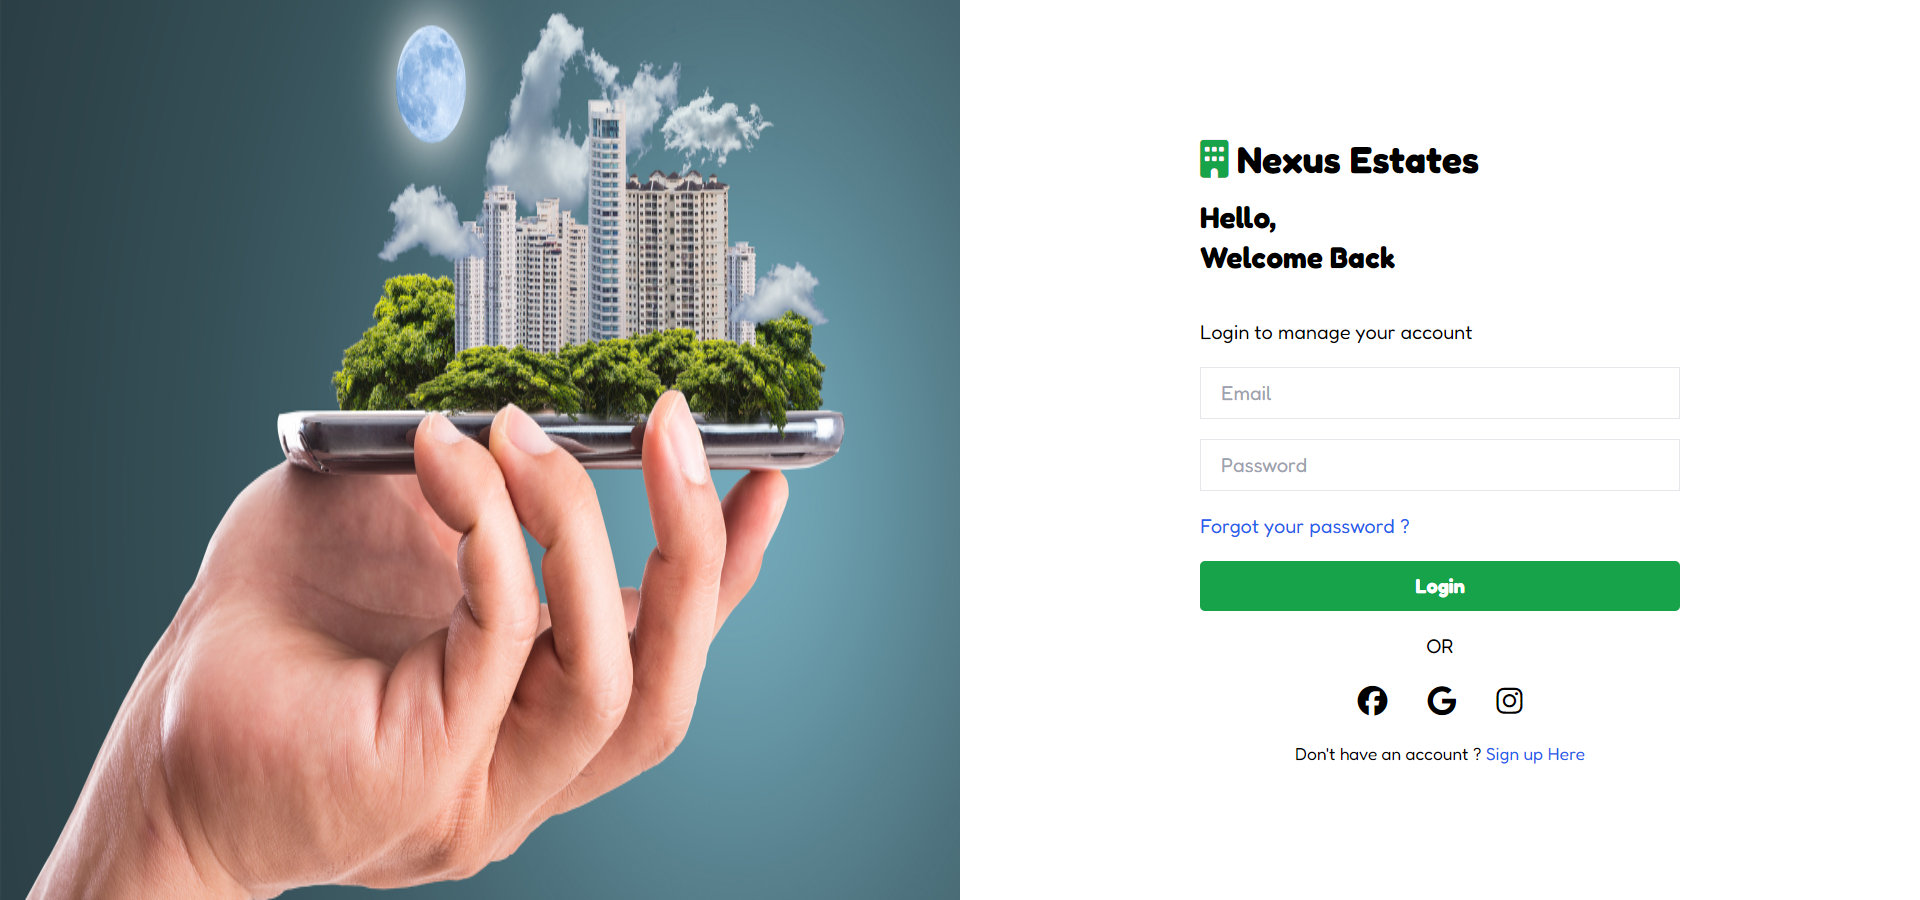 Nexus Estates
Hello,
Welcome Back
Login to manage your account
Email
Password
Forgot your password ?
Login
OR
Don't have an account ? Sign up Here